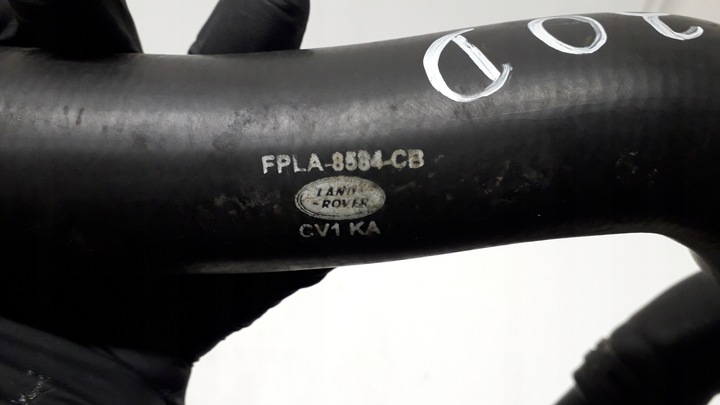 FPLA-8584-CB
LAND
-ROVER
CV1 KA